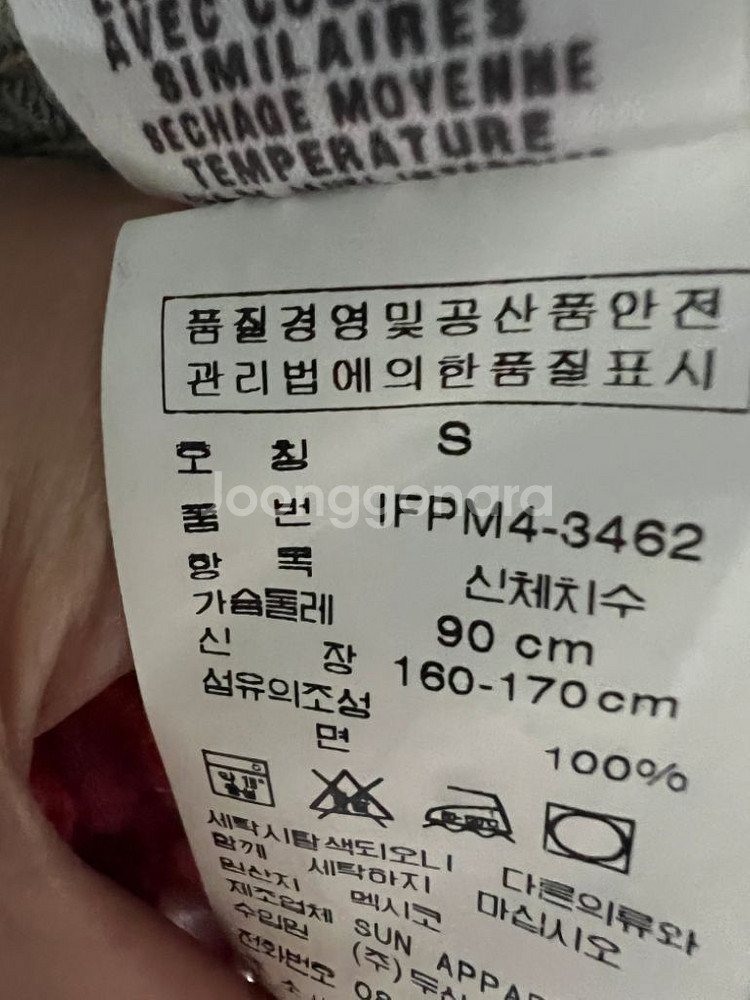 AVEC
SIMILAIRES
SECHAGE MOYENNE
TEMPERATURE
품질경영및공산품안전
관리법에의한품질표시
호 칭 S
품 번 IFPM4-3462
항 목 신체치수
가슴둘레 90 cm
신 장 160-170cm
섬유의조성
면 100%
세탁시탈색되오니 다른의류와
함께 세탁하지 마십시오
원산지 멕시코
제조업체 SUN
수입원 (주)두산
전화번호
joonggonara